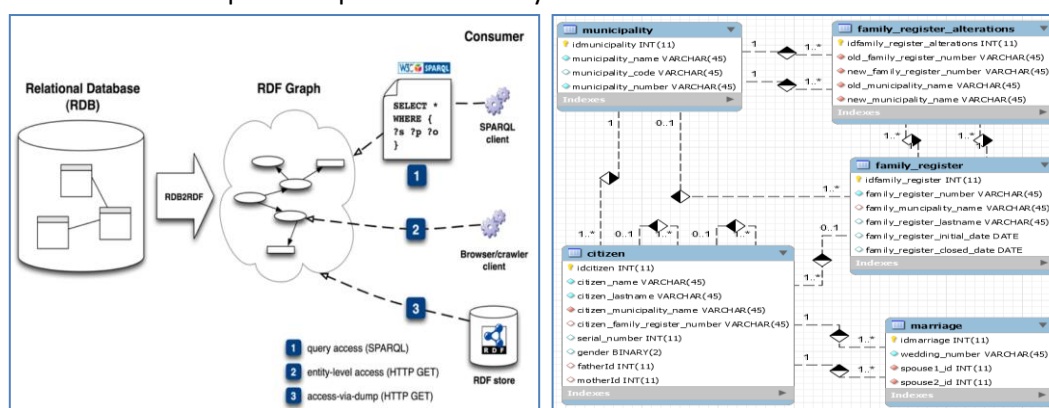 Consumer
Relational Database
(RDB)
RDF Graph
W3C SPARQL
SELECT *
WHERE {
?s ?p ?o
}
SPARQL
client
1
RDB2RDF
2
Browser/crawler
client
3
RDF
RDF store
1 query access (SPARQL)
2 entity-level access (HTTP GET)
3 access-via-dump (HTTP GET)
municipality
idmunicipality INT(11)
municipality_name VARCHAR(45)
municipality_code VARCHAR(45)
municipality_number VARCHAR(45)
Indexes
1
1..*
1
1..*
family_register_alterations
idfamily_register_alterations INT(11)
old_family_register_number VARCHAR(45)
new_family_register_number VARCHAR(45)
old_municipality_name VARCHAR(45)
new_municipality_name VARCHAR(45)
Indexes
1
0..1
1..*
1..*
family_register
idfamily_register INT(11)
family_register_number VARCHAR(45)
family_muncipality_name VARCHAR(45)
family_register_lastname VARCHAR(45)
family_register_initial_date DATE
family_register_closed_date DATE
Indexes
1..*
1..*
0..1
1..*
0..1
1..*
0..1
citizen
idcitizen INT(11)
citizen_name VARCHAR(45)
citizen_lastname VARCHAR(45)
citizen_municipality_name VARCHAR(45)
citizen_family_register_number VARCHAR(45)
serial_number INT(11)
gender BINARY(2)
fatherId INT(11)
motherId INT(11)
Indexes
1..*
1
1..*
1
1..*
marriage
idmarriage INT(11)
wedding_number VARCHAR(45)
spouse1_id INT(11)
spouse2_id INT(11)
Indexes